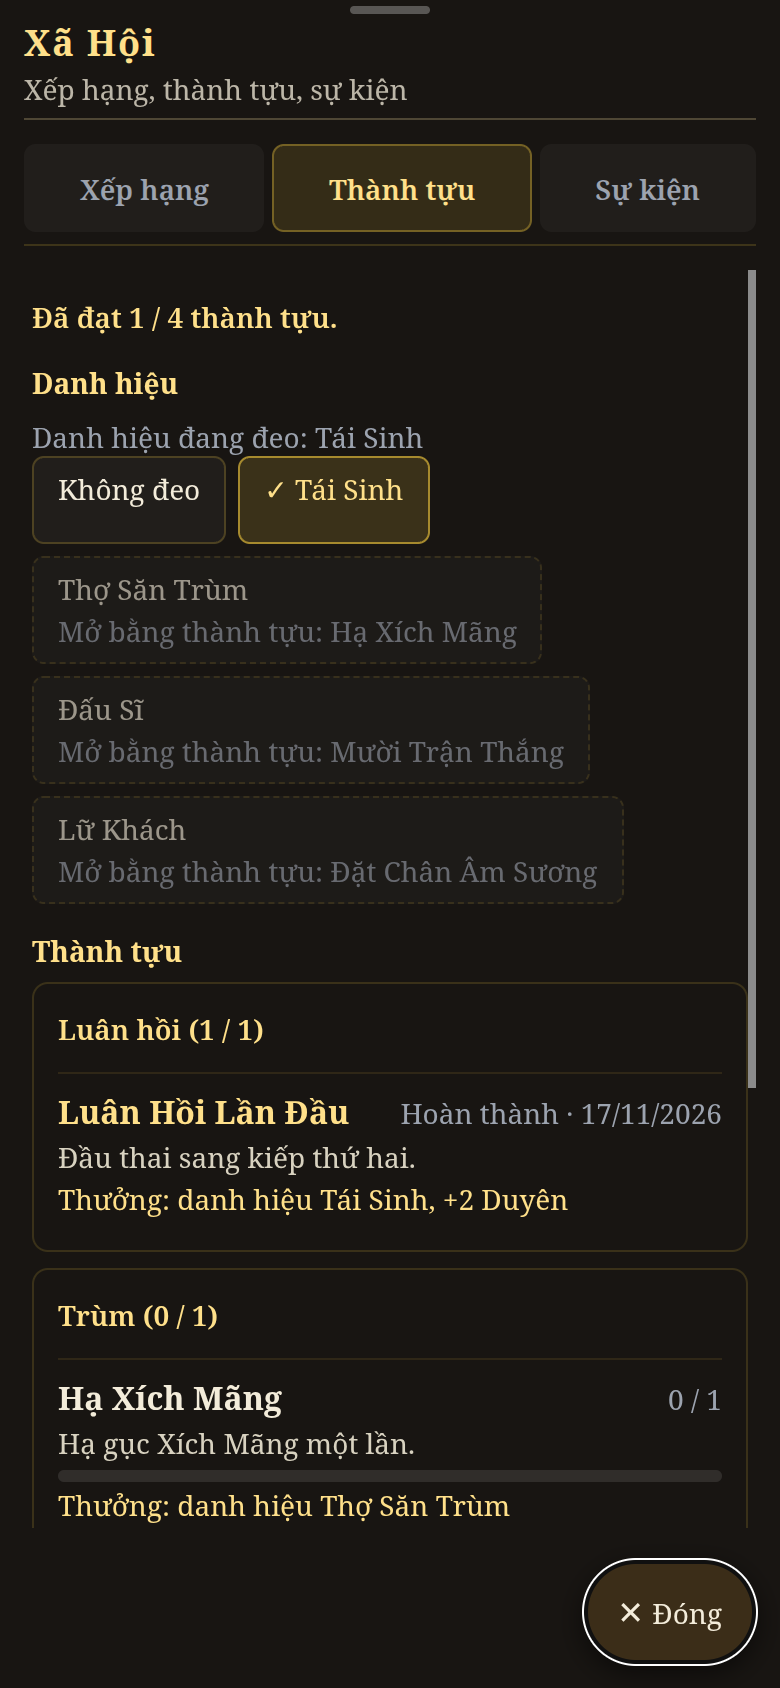 Xã Hội
Xếp hạng, thành tựu, sự kiện
Xếp hạng
Thành tựu
Sự kiện
Đã đạt 1 / 4 thành tựu.
Danh hiệu
Danh hiệu đang đeo: Tái Sinh
Không đeo
✓ Tái Sinh
Thợ Săn Trùm
Mở bằng thành tựu: Hạ Xích Mãng
Đấu Sĩ
Mở bằng thành tựu: Mười Trận Thắng
Lữ Khách
Mở bằng thành tựu: Đặt Chân Âm Sương
Thành tựu
Luân hồi (1 / 1)
Luân Hồi Lần Đầu
Hoàn thành · 17/11/2026
Đầu thai sang kiếp thứ hai.
Thưởng: danh hiệu Tái Sinh, +2 Duyên
Trùm (0 / 1)
Hạ Xích Mãng
0 / 1
Hạ gục Xích Mãng một lần.
Thưởng: danh hiệu Thợ Săn Trùm
✕ Đóng